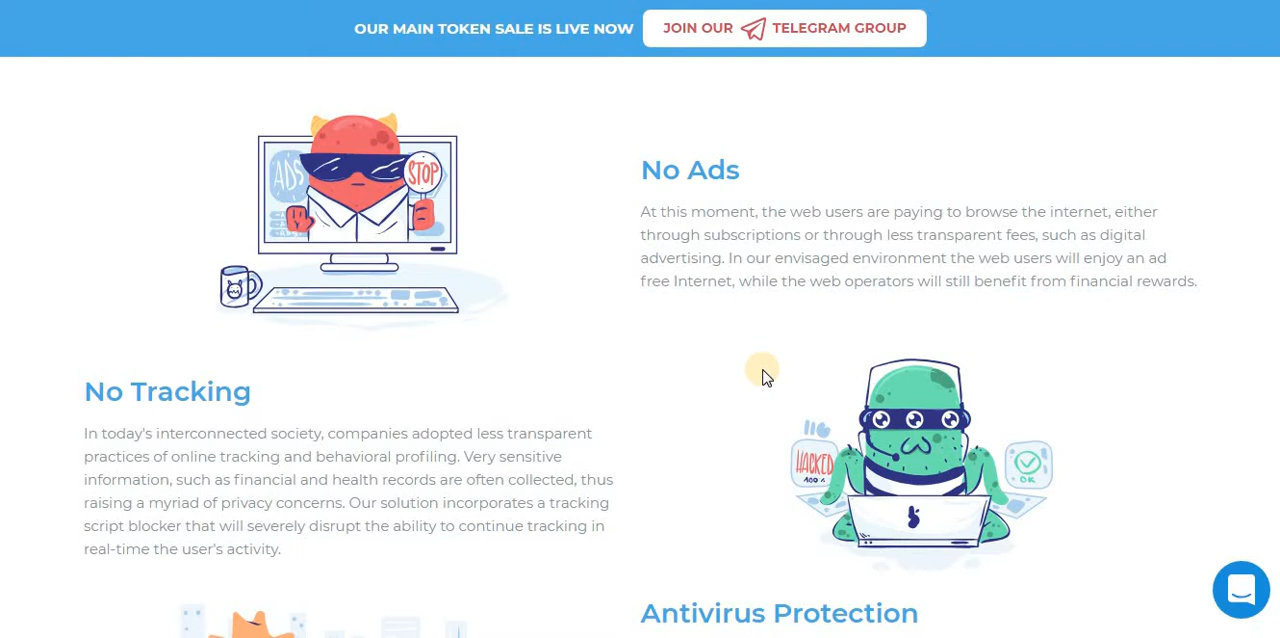 OUR MAIN TOKEN SALE IS LIVE NOW
JOIN OUR TELEGRAM GROUP
ADS
STOP
No Ads
At this moment, the web users are paying to browse the internet, either
through subscriptions or through less transparent fees, such as digital
advertising. In our envisaged environment the web users will enjoy an ad
free Internet, while the web operators will still benefit from financial rewards.
No Tracking
In today's interconnected society, companies adopted less transparent
practices of online tracking and behavioral profiling. Very sensitive
information, such as financial and health records are often collected, thus
raising a myriad of privacy concerns. Our solution incorporates a tracking
script blocker that will severely disrupt the ability to continue tracking in
real-time the user's activity.
HACKED
OK
Antivirus Protection